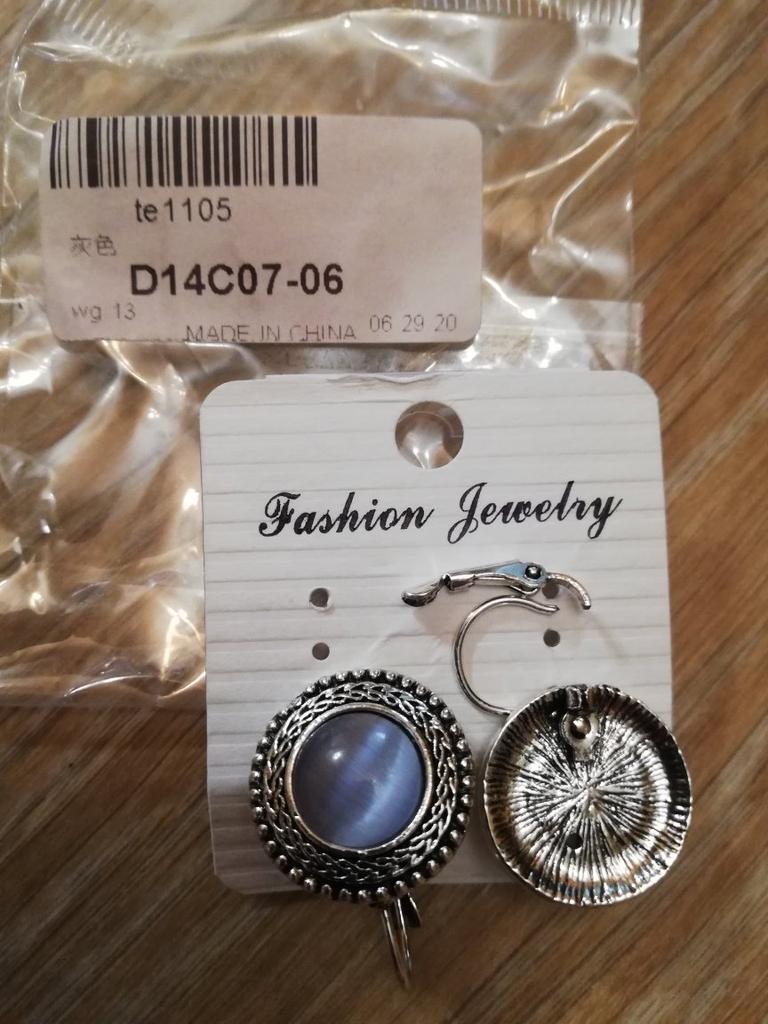 te1105
灰色
D14C07-06
wg 13
MADE IN CHINA 06 29 20
Fashion Jewelry